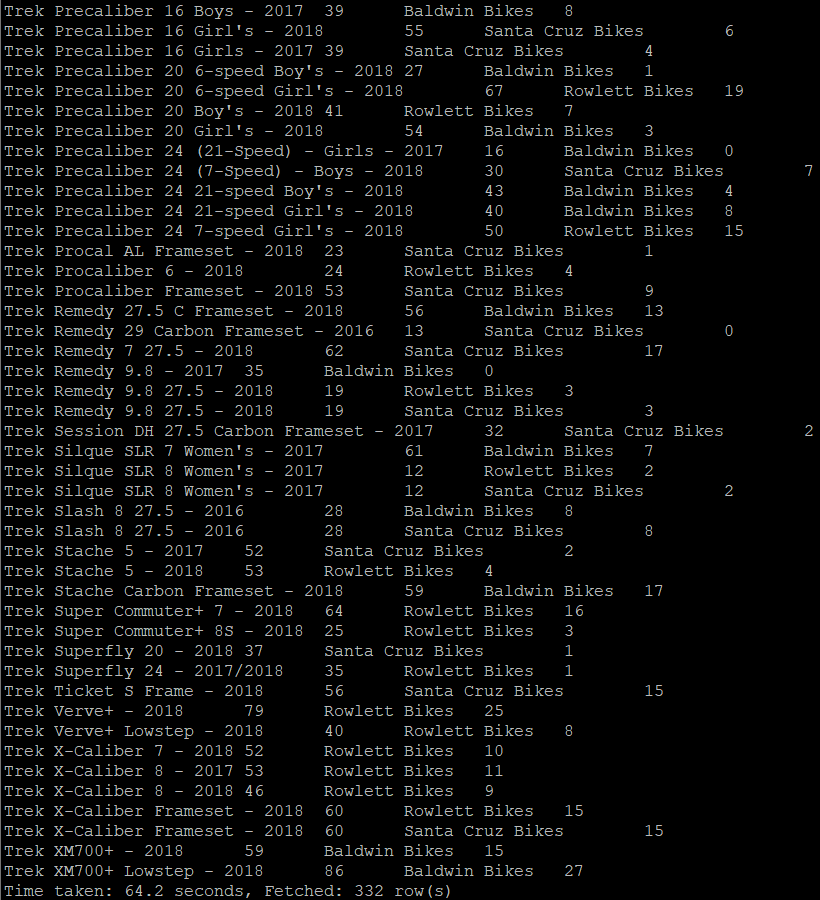 Trek Precaliber 16 Boys - 2017  39      Baldwin Bikes   8
Trek Precaliber 16 Girl's - 2018        55      Santa Cruz Bikes        6
Trek Precaliber 16 Girls - 2017 39      Santa Cruz Bikes        4
Trek Precaliber 20 6-speed Boy's - 2018 27      Baldwin Bikes   1
Trek Precaliber 20 6-speed Girl's - 2018        67      Rowlett Bikes   19
Trek Precaliber 20 Boy's - 2018 41      Rowlett Bikes   7
Trek Precaliber 20 Girl's - 2018        54      Baldwin Bikes   3
Trek Precaliber 24 (21-Speed) - Girls - 2017    16      Baldwin Bikes   0
Trek Precaliber 24 (7-Speed) - Boys - 2018      30      Santa Cruz Bikes        7
Trek Precaliber 24 21-speed Boy's - 2018        43      Baldwin Bikes   4
Trek Precaliber 24 21-speed Girl's - 2018       40      Baldwin Bikes   8
Trek Precaliber 24 7-speed Girl's - 2018        50      Rowlett Bikes   15
Trek Procal AL Frameset - 2018  23      Santa Cruz Bikes        1
Trek Procaliber 6 - 2018        24      Rowlett Bikes   4
Trek Procaliber Frameset - 2018 53      Santa Cruz Bikes        9
Trek Remedy 27.5 C Frameset - 2018      56      Baldwin Bikes   13
Trek Remedy 29 Carbon Frameset - 2016   13      Santa Cruz Bikes        0
Trek Remedy 7 27.5 - 2018       62      Santa Cruz Bikes        17
Trek Remedy 9.8 - 2017  35      Baldwin Bikes   0
Trek Remedy 9.8 27.5 - 2018     19      Rowlett Bikes   3
Trek Remedy 9.8 27.5 - 2018     19      Santa Cruz Bikes        3
Trek Session DH 27.5 Carbon Frameset - 2017     32      Santa Cruz Bikes        2
Trek Silque SLR 7 Women's - 2017        61      Baldwin Bikes   7
Trek Silque SLR 8 Women's - 2017        12      Rowlett Bikes   2
Trek Silque SLR 8 Women's - 2017        12      Santa Cruz Bikes        2
Trek Slash 8 27.5 - 2016        28      Baldwin Bikes   8
Trek Slash 8 27.5 - 2016        28      Santa Cruz Bikes        8
Trek Stache 5 - 2017    52      Santa Cruz Bikes        2
Trek Stache 5 - 2018    53      Rowlett Bikes   4
Trek Stache Carbon Frameset - 2018      59      Baldwin Bikes   17
Trek Super Commuter+ 7 - 2018   64      Rowlett Bikes   16
Trek Super Commuter+ 8S - 2018  25      Rowlett Bikes   3
Trek Superfly 20 - 2018 37      Santa Cruz Bikes        1
Trek Superfly 24 - 2017/2018    35      Rowlett Bikes   1
Trek Ticket S Frame - 2018      56      Santa Cruz Bikes        15
Trek Verve+ - 2018      79      Rowlett Bikes   25
Trek Verve+ Lowstep - 2018      40      Rowlett Bikes   8
Trek X-Caliber 7 - 2018 52      Rowlett Bikes   10
Trek X-Caliber 8 - 2017 53      Rowlett Bikes   11
Trek X-Caliber 8 - 2018 46      Rowlett Bikes   9
Trek X-Caliber Frameset - 2018  60      Rowlett Bikes   15
Trek X-Caliber Frameset - 2018  60      Santa Cruz Bikes        15
Trek XM700+ - 2018      59      Baldwin Bikes   15
Trek XM700+ Lowstep - 2018      86      Baldwin Bikes   27
Time taken: 64.2 seconds, Fetched: 332 row(s)